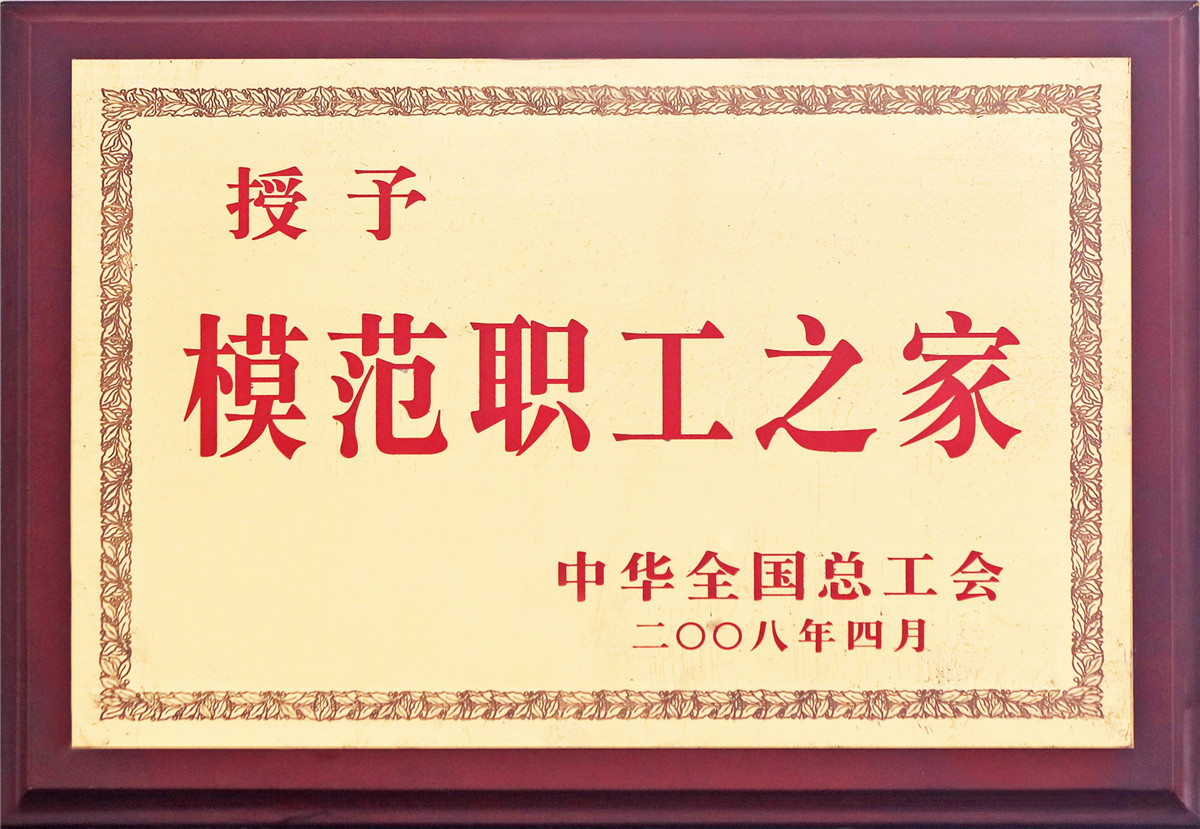 授予
模范职工之家
中华全国总工会
二〇〇八年四月